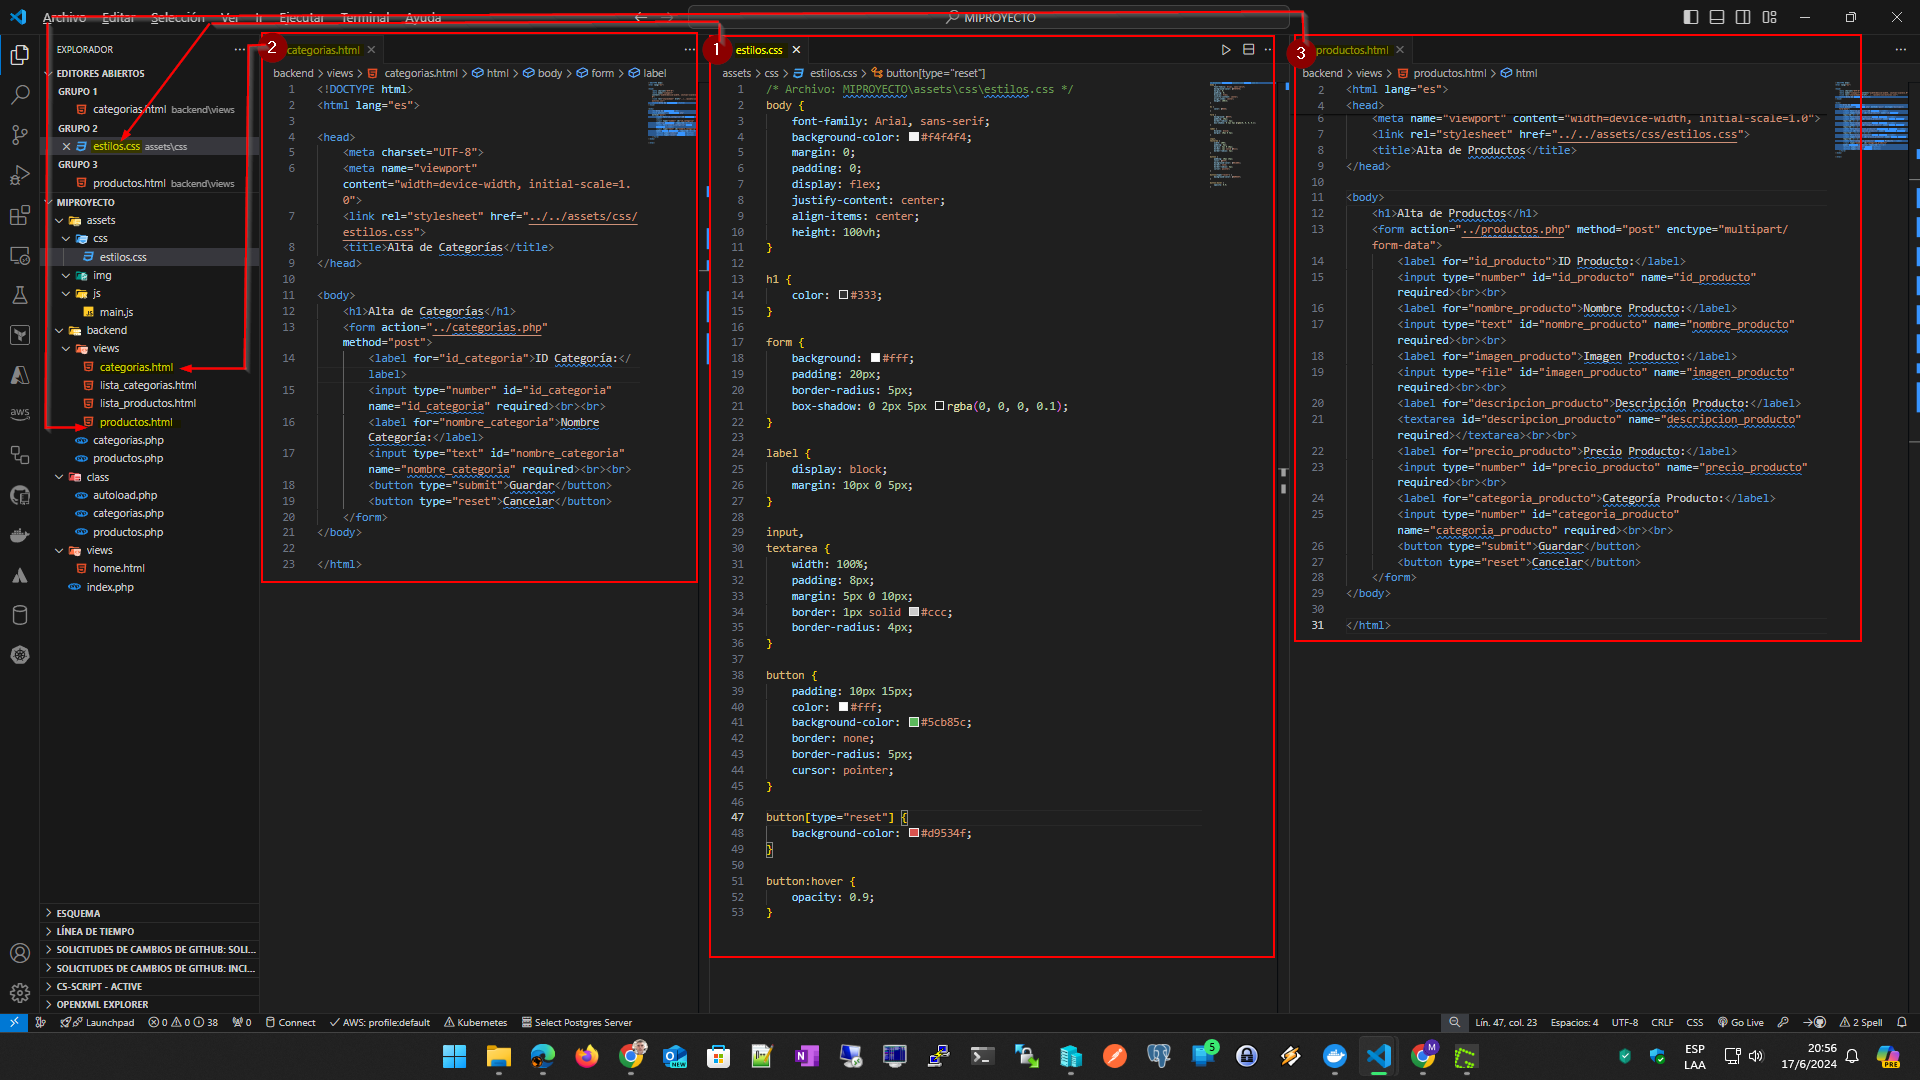 Archivo Editar Selección Ver Ir Ejecutar Terminal Ayuda
MIPROYECTO
EXPLORADOR
EDITORES ABIERTOS
GRUPO 1
categorias.html backend\views
GRUPO 2
estilos.css assets\css
GRUPO 3
productos.html backend\views
MIPROYECTO
assets
css
estilos.css
img
js
main.js
backend
views
categorias.html
lista_categorias.html
lista_productos.html
productos.html
categorias.php
productos.php
class
autoload.php
categorias.php
productos.php
views
home.html
index.php
ESQUEMA
LÍNEA DE TIEMPO
SOLICITUDES DE CAMBIOS DE GITHUB: SOLI...
SOLICITUDES DE CAMBIOS DE GITHUB: INCI...
CS-SCRIPT - ACTIVE
OPENXML EXPLORER
aws
2
categorias.html
backend > views > categorias.html > html > body > form > label
1 <!DOCTYPE html>
2 <html lang="es">
3
4 <head>
5 <meta charset="UTF-8">
6 <meta name="viewport"
content="width=device-width, initial-scale=1.
0">
7 <link rel="stylesheet" href="../../assets/css/
estilos.css">
8 <title>Alta de Categorías</title>
9 </head>
10
11 <body>
12 <h1>Alta de Categorías</h1>
13 <form action="../categorias.php"
method="post">
14 <label for="id_categoria">ID Categoría:</
label>
15 <input type="number" id="id_categoria"
name="id_categoria" required><br><br>
16 <label for="nombre_categoria">Nombre
Categoría:</label>
17 <input type="text" id="nombre_categoria"
name="nombre_categoria" required><br><br>
18 <button type="submit">Guardar</button>
19 <button type="reset">Cancelar</button>
20 </form>
21 </body>
22
23 </html>
1
estilos.css
assets > css > estilos.css > button[type="reset"]
1 /* Archivo: MIPROYECTO\assets\css\estilos.css */
2 body {
3 font-family: Arial, sans-serif;
4 background-color: #f4f4f4;
5 margin: 0;
6 padding: 0;
7 display: flex;
8 justify-content: center;
9 align-items: center;
10 height: 100vh;
11 }
12
13 h1 {
14 color: #333;
15 }
16
17 form {
18 background: #fff;
19 padding: 20px;
20 border-radius: 5px;
21 box-shadow: 0 2px 5px rgba(0, 0, 0, 0.1);
22 }
23
24 label {
25 display: block;
26 margin: 10px 0 5px;
27 }
28
29 input,
30 textarea {
31 width: 100%;
32 padding: 8px;
33 margin: 5px 0 10px;
34 border: 1px solid #ccc;
35 border-radius: 4px;
36 }
37
38 button {
39 padding: 10px 15px;
40 color: #fff;
41 background-color: #5cb85c;
42 border: none;
43 border-radius: 5px;
44 cursor: pointer;
45 }
46
47 button[type="reset"] {
48 background-color: #d9534f;
49 }
50
51 button:hover {
52 opacity: 0.9;
53 }
3
productos.html
backend > views > productos.html > html
2 <html lang="es">
4 <head>
6 <meta name="viewport" content="width=device-width, initial-scale=1.0">
7 <link rel="stylesheet" href="../../assets/css/estilos.css">
8 <title>Alta de Productos</title>
9 </head>
10
11 <body>
12 <h1>Alta de Productos</h1>
13 <form action="../productos.php" method="post" enctype="multipart/
form-data">
14 <label for="id_producto">ID Producto:</label>
15 <input type="number" id="id_producto" name="id_producto"
required><br><br>
16 <label for="nombre_producto">Nombre Producto:</label>
17 <input type="text" id="nombre_producto" name="nombre_producto"
required><br><br>
18 <label for="imagen_producto">Imagen Producto:</label>
19 <input type="file" id="imagen_producto" name="imagen_producto"
required><br><br>
20 <label for="descripcion_producto">Descripción Producto:</label>
21 <textarea id="descripcion_producto" name="descripcion_producto"
required></textarea><br><br>
22 <label for="precio_producto">Precio Producto:</label>
23 <input type="number" id="precio_producto" name="precio_producto"
required><br><br>
24 <label for="categoria_producto">Categoría Producto:</label>
25 <input type="number" id="categoria_producto"
name="categoria_producto" required><br><br>
26 <button type="submit">Guardar</button>
27 <button type="reset">Cancelar</button>
28 </form>
29 </body>
30
31 </html>
Launchpad 0 0 38 0 Connect AWS: profile:default Kubernetes Select Postgres Server
Lín. 47, col. 23 Espacios: 4 UTF-8 CRLF CSS Go Live 2 Spell
NEW
5
M
ESP
LAA
20:56
17/6/2024
PRE